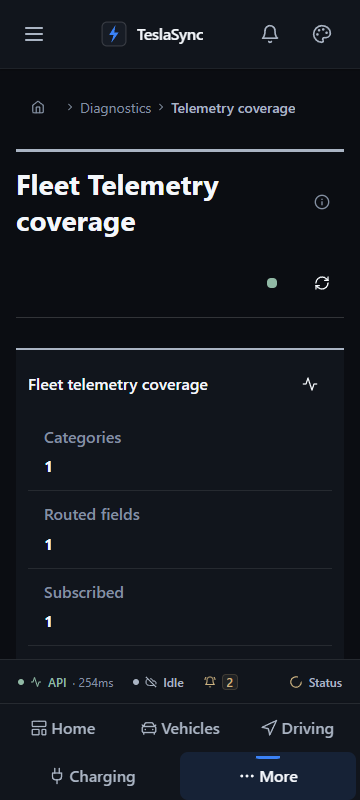 TeslaSync
Diagnostics
Telemetry coverage
Fleet Telemetry
coverage
Fleet telemetry coverage
Categories
1
Routed fields
1
Subscribed
1
API · 254ms
Idle
2
Status
Home
Vehicles
Driving
Charging
More